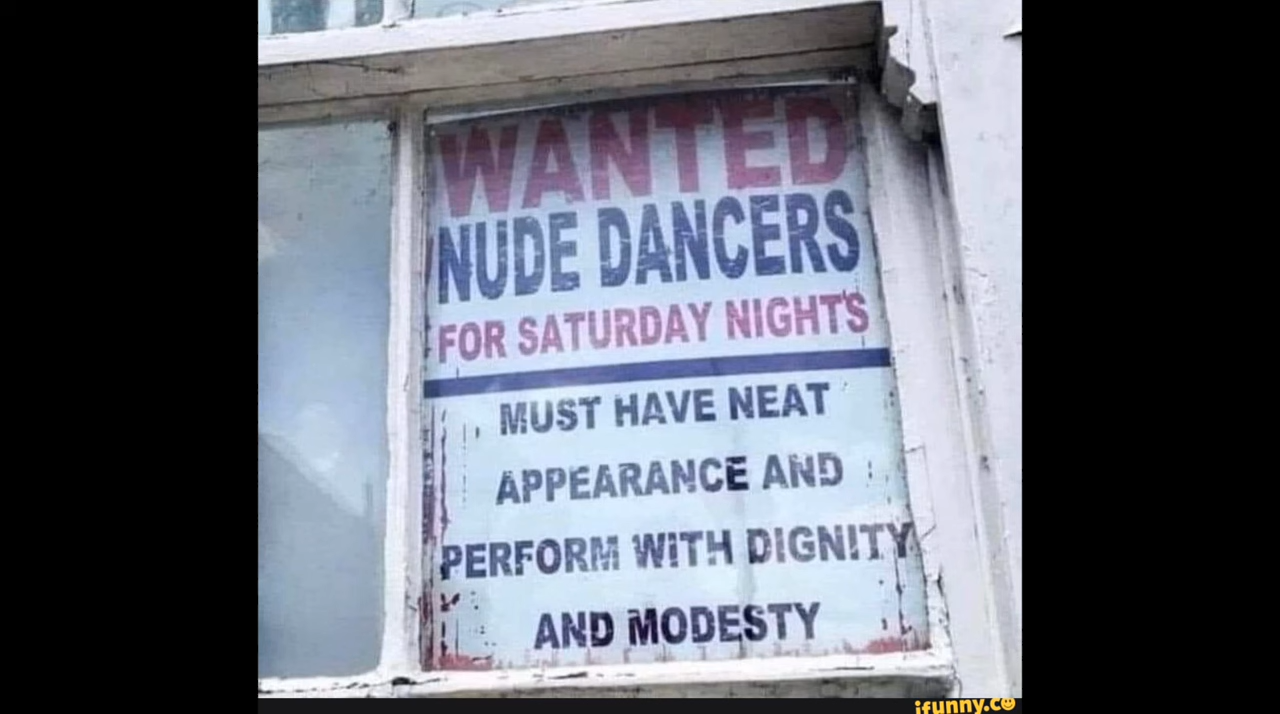 WANTED
NUDE DANCERS
FOR SATURDAY NIGHTS
MUST HAVE NEAT
APPEARANCE AND
PERFORM WITH DIGNITY
AND MODESTY
ifunny.co